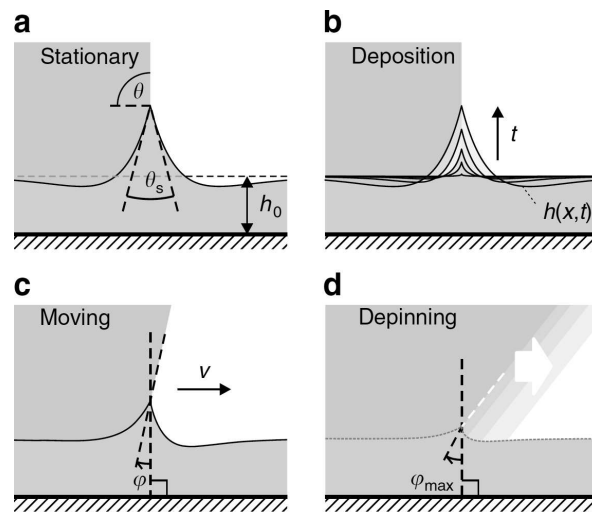 a
Stationary
θ
θs
h0
b
Deposition
t
h(x,t)
c
Moving
v
φ
d
Depinning
φmax